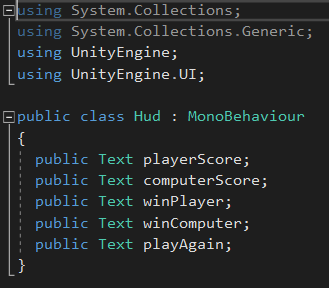 using System.Collections;
using System.Collections.Generic;
using UnityEngine;
using UnityEngine.UI;
public class Hud : MonoBehaviour
{
public Text playerScore;
public Text computerScore;
public Text winPlayer;
public Text winComputer;
public Text playAgain;
}